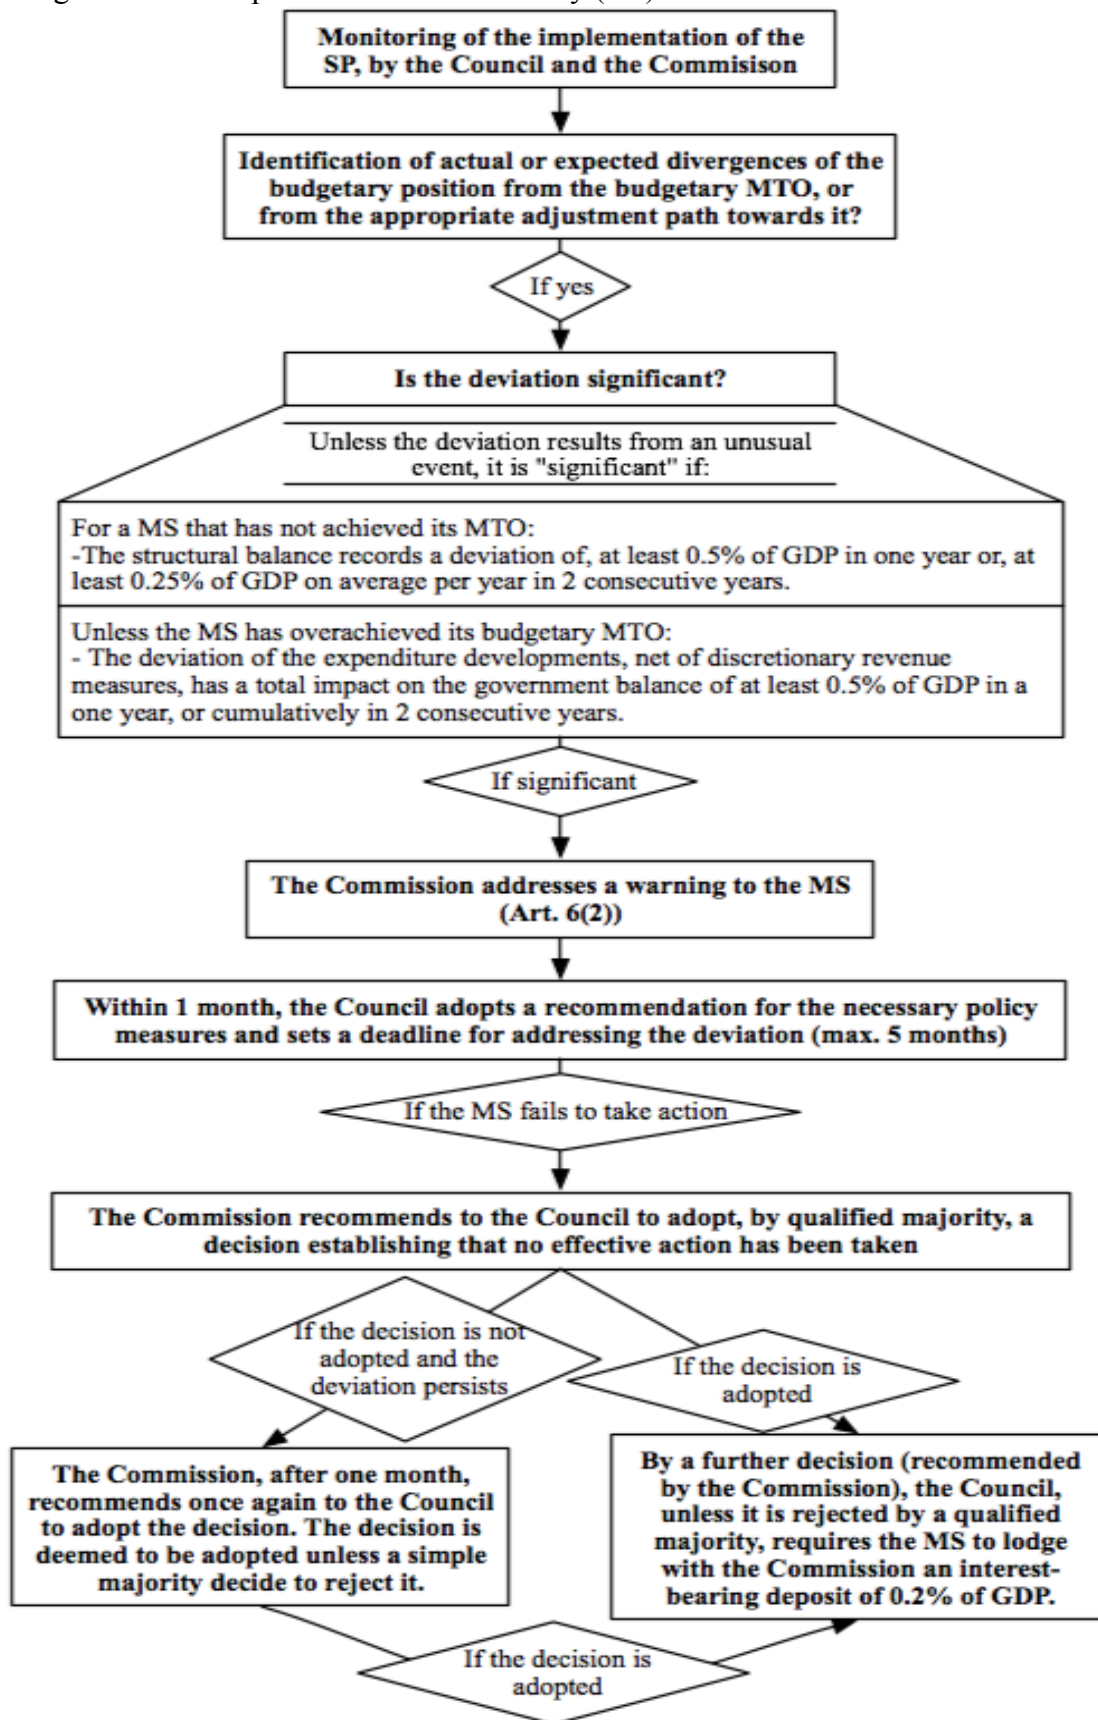 Monitoring of the implementation of the
SP, by the Council and the Commisison
Identification of actual or expected divergences of the
budgetary position from the budgetary MTO, or
from the appropriate adjustment path towards it?
If yes
Is the deviation significant?
Unless the deviation results from an unusual
event, it is "significant" if:
For a MS that has not achieved its MTO:
-The structural balance records a deviation of, at least 0.5% of GDP in one year or, at
least 0.25% of GDP on average per year in 2 consecutive years.
Unless the MS has overachieved its budgetary MTO:
- The deviation of the expenditure developments, net of discretionary revenue
measures, has a total impact on the government balance of at least 0.5% of GDP in a
one year, or cumulatively in 2 consecutive years.
If significant
The Commission addresses a warning to the MS
(Art. 6(2))
Within 1 month, the Council adopts a recommendation for the necessary policy
measures and sets a deadline for addressing the deviation (max. 5 months)
If the MS fails to take action
The Commission recommends to the Council to adopt, by qualified majority, a
decision establishing that no effective action has been taken
If the decision is not
adopted and the
deviation persists
If the decision is
adopted
The Commission, after one month,
recommends once again to the Council
to adopt the decision. The decision is
deemed to be adopted unless a simple
majority decide to reject it.
By a further decision (recommended
by the Commission), the Council,
unless it is rejected by a qualified
majority, requires the MS to lodge
with the Commission an interest-
bearing deposit of 0.2% of GDP.
If the decision is
adopted